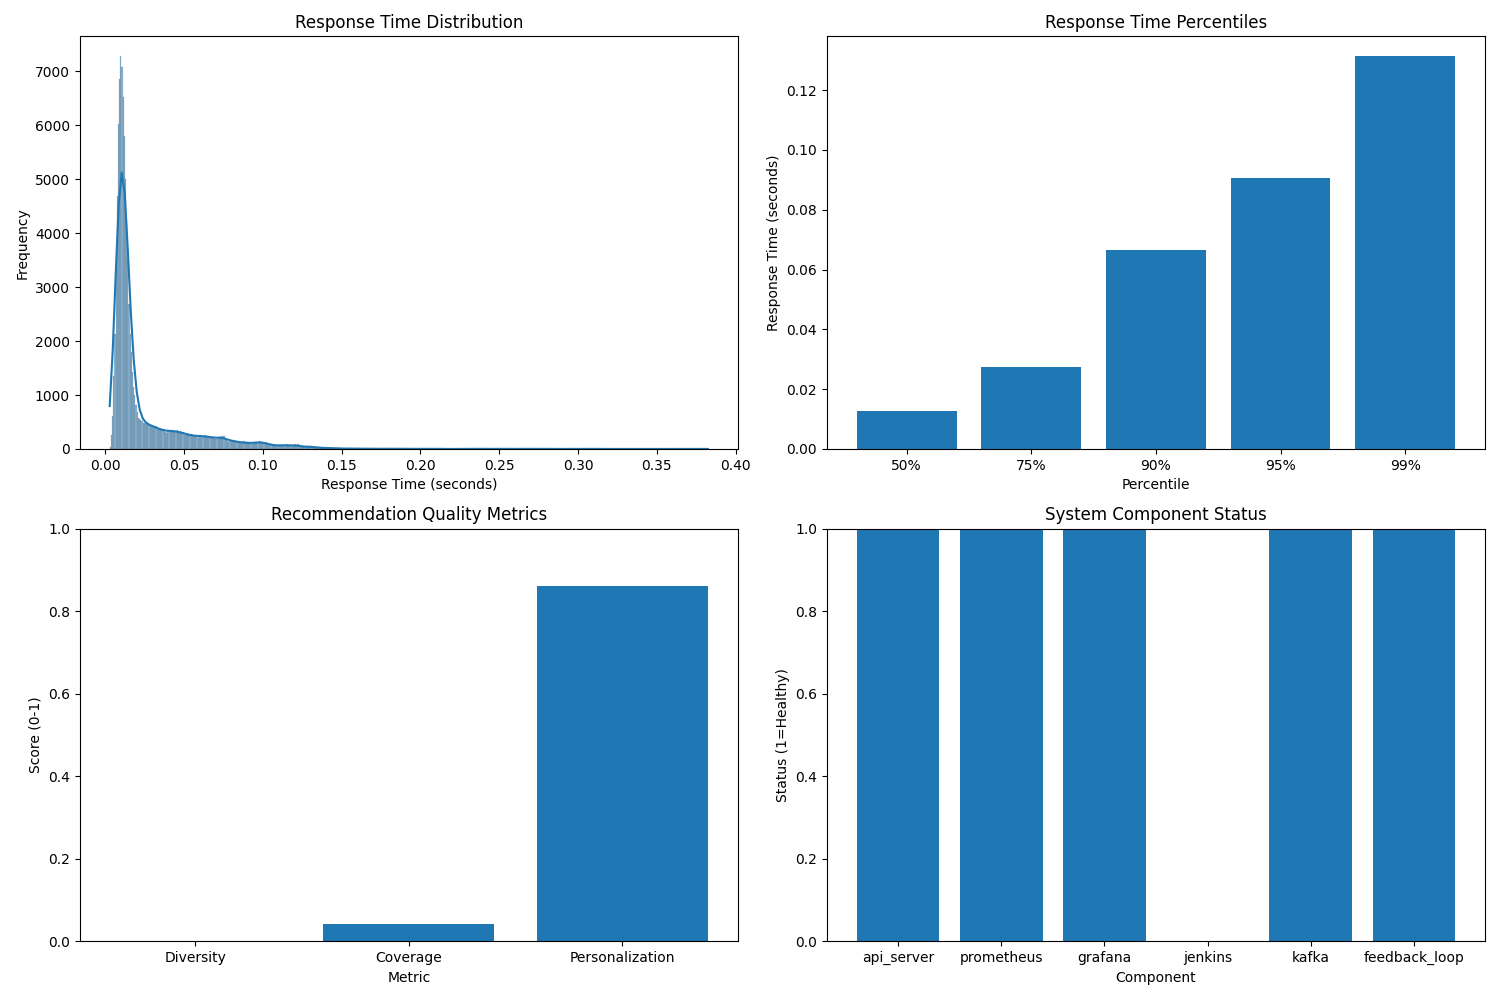 Response Time Distribution
Frequency
7000
6000
5000
4000
3000
2000
1000
0
0.00 0.05 0.10 0.15 0.20 0.25 0.30 0.35 0.40
Response Time (seconds)
Response Time Percentiles
Response Time (seconds)
0.12
0.10
0.08
0.06
0.04
0.02
0.00
50% 75% 90% 95% 99%
Percentile
Recommendation Quality Metrics
Score (0-1)
1.0
0.8
0.6
0.4
0.2
0.0
Diversity Coverage Personalization
Metric
System Component Status
Status (1=Healthy)
1.0
0.8
0.6
0.4
0.2
0.0
api_server prometheus grafana jenkins kafka feedback_loop
Component